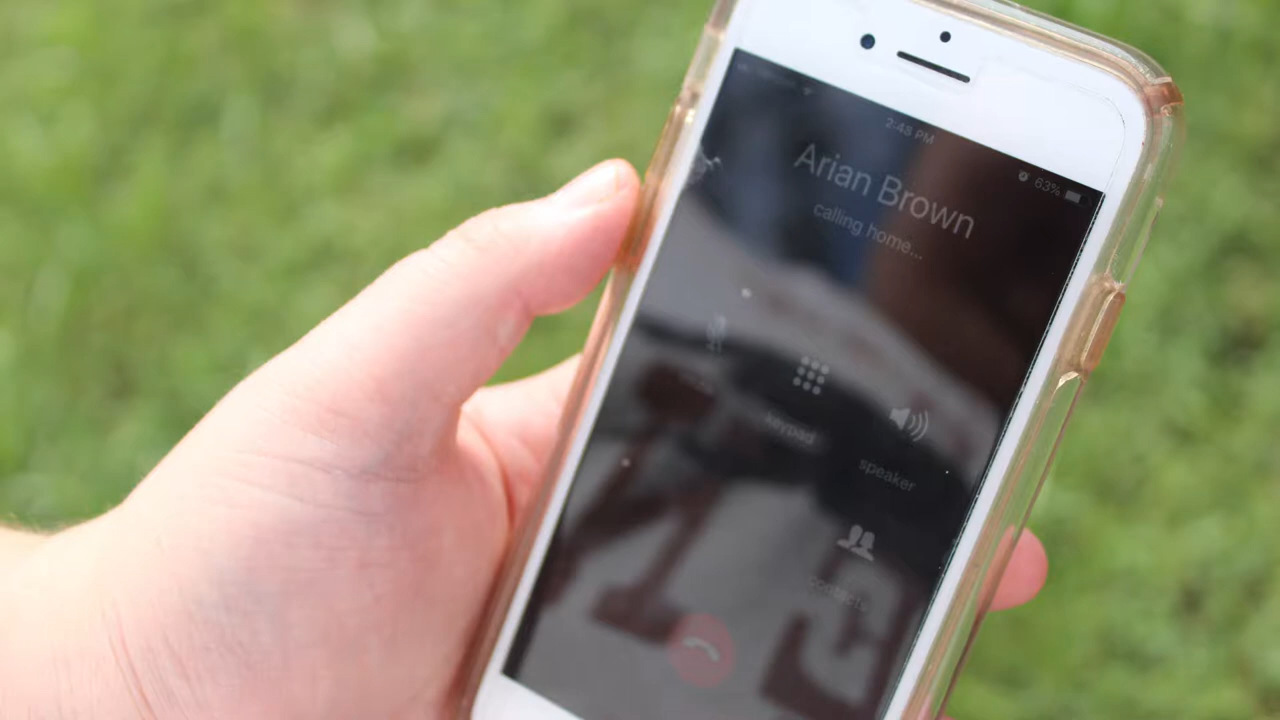 2:48 PM
63%
Arian Brown
calling home...
keypad
speaker
contacts